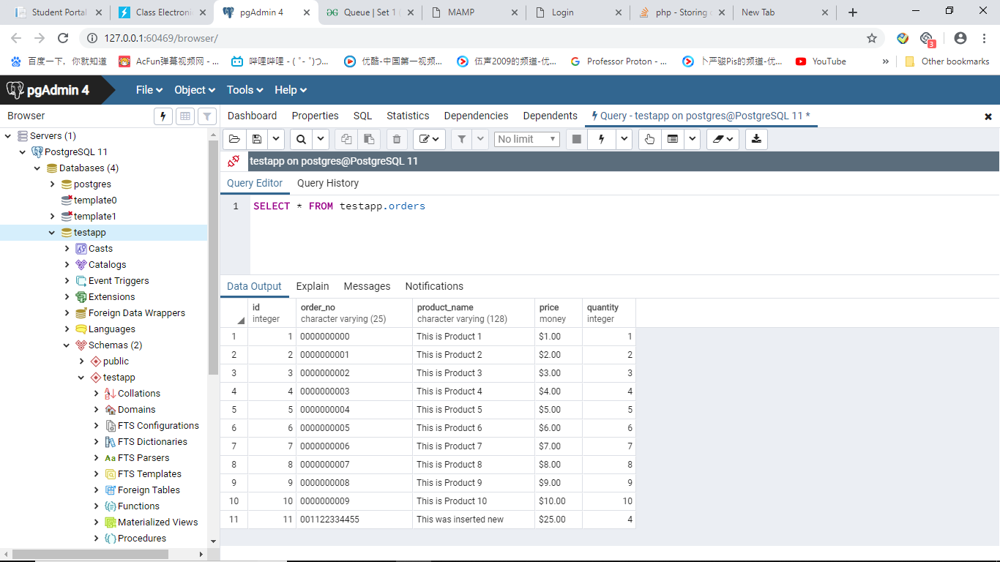 Student Portal
Class Electronic
pgAdmin 4
Queue | Set 1 (
MAMP
Login
php - Storing
New Tab
127.0.0.1:60469/browser/
3
百度一下，你就知道
AcFun弹幕视频网 - ...
哔哩哔哩 - ( ゜- ゜)つ...
优酷-中国第一视频...
伍声2009的频道-优...
Professor Proton - ...
卜严骏Pis的频道-优...
YouTube
»
Other bookmarks
pgAdmin 4
File
Object
Tools
Help
Browser
Dashboard
Properties
SQL
Statistics
Dependencies
Dependents
Query - testapp on postgres@PostgreSQL 11 *
No limit
testapp on postgres@PostgreSQL 11
Query Editor
Query History
1 SELECT * FROM testapp.orders
Servers (1)
PostgreSQL 11
Databases (4)
postgres
template0
template1
testapp
Casts
Catalogs
Event Triggers
Extensions
Foreign Data Wrappers
Languages
Schemas (2)
public
testapp
Collations
Domains
FTS Configurations
FTS Dictionaries
Aa FTS Parsers
FTS Templates
Foreign Tables
Functions
Materialized Views
Procedures
Data Output
Explain
Messages
Notifications
id order_no product_name price quantity
integer character varying (25) character varying (128) money integer
1 1 0000000000 This is Product 1 $1.00 1
2 2 0000000001 This is Product 2 $2.00 2
3 3 0000000002 This is Product 3 $3.00 3
4 4 0000000003 This is Product 4 $4.00 4
5 5 0000000004 This is Product 5 $5.00 5
6 6 0000000005 This is Product 6 $6.00 6
7 7 0000000006 This is Product 7 $7.00 7
8 8 0000000007 This is Product 8 $8.00 8
9 9 0000000008 This is Product 9 $9.00 9
10 10 0000000009 This is Product 10 $10.00 10
11 11 001122334455 This was inserted new $25.00 4